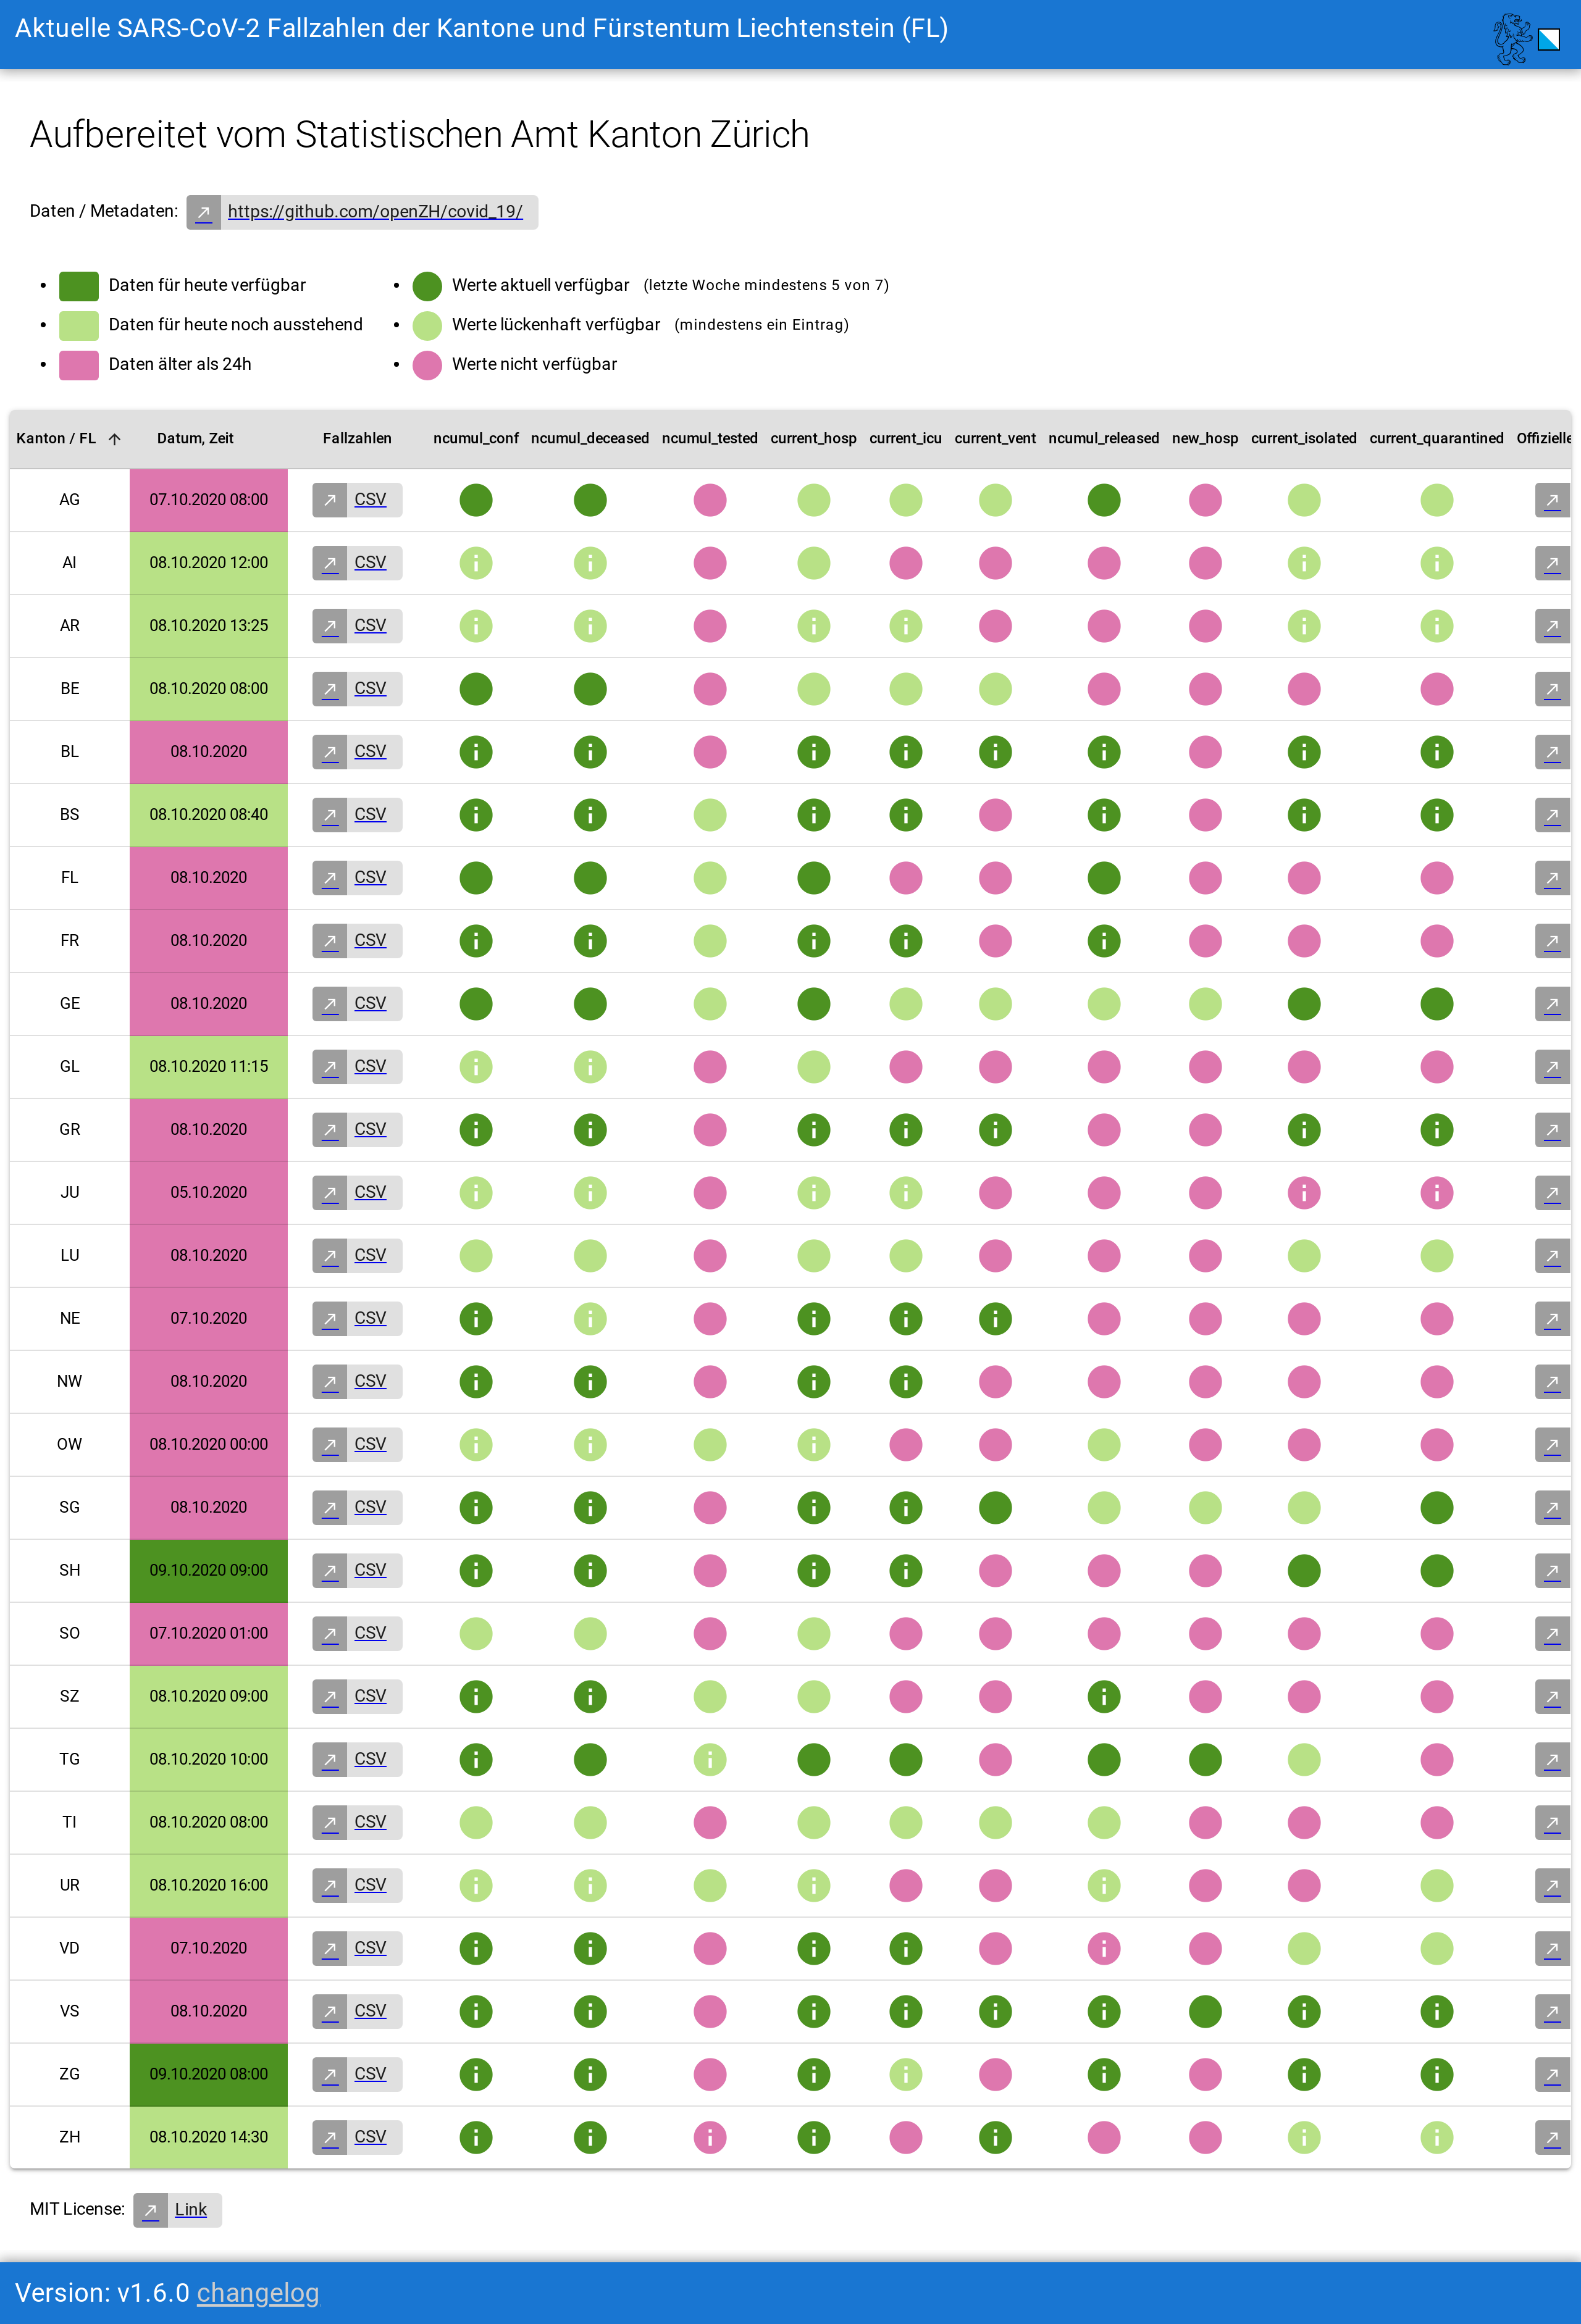 Aktuelle SARS-CoV-2 Fallzahlen der Kantone und Fürstentum Liechtenstein (FL)
Aufbereitet vom Statistischen Amt Kanton Zürich
Daten / Metadaten: https://github.com/openZH/covid_19/
Daten für heute verfügbar
Daten für heute noch ausstehend
Daten älter als 24h
Werte aktuell verfügbar (letzte Woche mindestens 5 von 7)
Werte lückenhaft verfügbar (mindestens ein Eintrag)
Werte nicht verfügbar
Kanton / FL Datum, Zeit Fallzahlen ncumul_conf ncumul_deceased ncumul_tested current_hosp current_icu current_vent ncumul_released new_hosp current_isolated current_quarantined Offizielle
AG 07.10.2020 08:00 CSV
AI 08.10.2020 12:00 CSV
AR 08.10.2020 13:25 CSV
BE 08.10.2020 08:00 CSV
BL 08.10.2020 CSV
BS 08.10.2020 08:40 CSV
FL 08.10.2020 CSV
FR 08.10.2020 CSV
GE 08.10.2020 CSV
GL 08.10.2020 11:15 CSV
GR 08.10.2020 CSV
JU 05.10.2020 CSV
LU 08.10.2020 CSV
NE 07.10.2020 CSV
NW 08.10.2020 CSV
OW 08.10.2020 00:00 CSV
SG 08.10.2020 CSV
SH 09.10.2020 09:00 CSV
SO 07.10.2020 01:00 CSV
SZ 08.10.2020 09:00 CSV
TG 08.10.2020 10:00 CSV
TI 08.10.2020 08:00 CSV
UR 08.10.2020 16:00 CSV
VD 07.10.2020 CSV
VS 08.10.2020 CSV
ZG 09.10.2020 08:00 CSV
ZH 08.10.2020 14:30 CSV
MIT License: Link
Version: v1.6.0 changelog